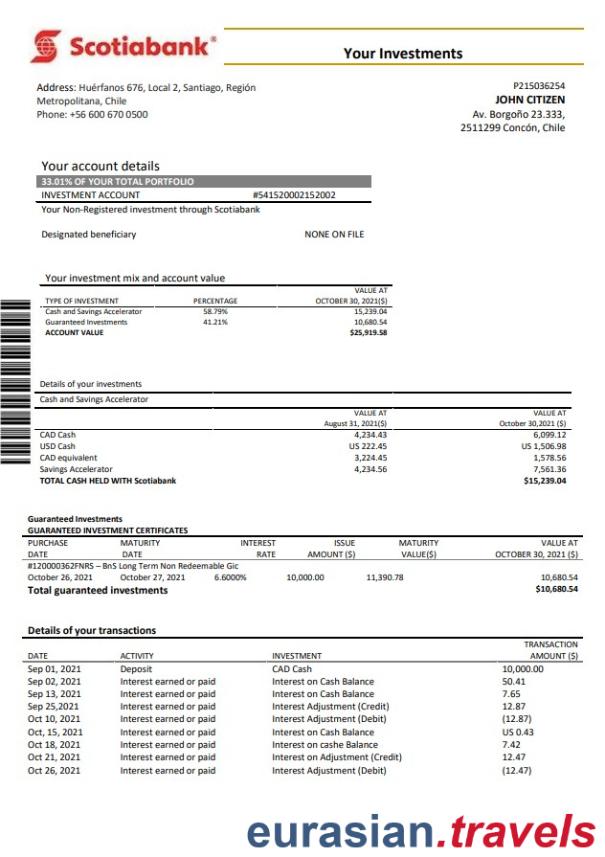 Scotiabank®
Your Investments
Address: Huérfanos 676, Local 2, Santiago, Región
Metropolitana, Chile
Phone: +56 600 670 0500
P215036254
JOHN CITIZEN
Av. Borgoño 23.333,
2511299 Concón, Chile
Your account details
33.01% OF YOUR TOTAL PORTFOLIO
INVESTMENT ACCOUNT #541520002152002
Your Non-Registered investment through Scotiabank
Designated beneficiary NONE ON FILE
Your investment mix and account value
VALUE AT
TYPE OF INVESTMENT PERCENTAGE OCTOBER 30, 2021($)
Cash and Savings Accelerator 58.79% 15,239.04
Guaranteed Investments 41.21% 10,680.54
ACCOUNT VALUE $25,919.58
Details of your investments
Cash and Savings Accelerator
VALUE AT VALUE AT
August 31, 2021($) October 30,2021 ($)
CAD Cash 4,234.43 6,099.12
USD Cash US 222.45 US 1,506.98
CAD equivalent 3,224.45 1,578.56
Savings Accelerator 4,234.56 7,561.36
TOTAL CASH HELD WITH Scotiabank $15,239.04
Guaranteed Investments
GUARANTEED INVESTMENT CERTIFICATES
PURCHASE MATURITY INTEREST ISSUE MATURITY VALUE AT
DATE DATE RATE AMOUNT ($) VALUE($) OCTOBER 30, 2021 ($)
#120000362FNRS – BnS Long Term Non Redeemable Gic
October 26, 2021 October 27, 2021 6.6000% 10,000.00 11,390.78 10,680.54
Total guaranteed investments $10,680.54
Details of your transactions
TRANSACTION
DATE ACTIVITY INVESTMENT AMOUNT ($)
Sep 01, 2021 Deposit CAD Cash 10,000.00
Sep 02, 2021 Interest earned or paid Interest on Cash Balance 50.41
Sep 13, 2021 Interest earned or paid Interest on Cash Balance 7.65
Sep 25,2021 Interest earned or paid Interest Adjustment (Credit) 12.87
Oct 10, 2021 Interest earned or paid Interest Adjustment (Debit) (12.87)
Oct, 15, 2021 Interest earned or paid Interest on Cash Balance US 0.43
Oct 18, 2021 Interest earned or paid Interest on cashe Balance 7.42
Oct 21, 2021 Interest earned or paid Interest on Adjustment (Credit) 12.47
Oct 26, 2021 Interest earned or paid Interest Adjustment (Debit) (12.47)
eurasian.travels